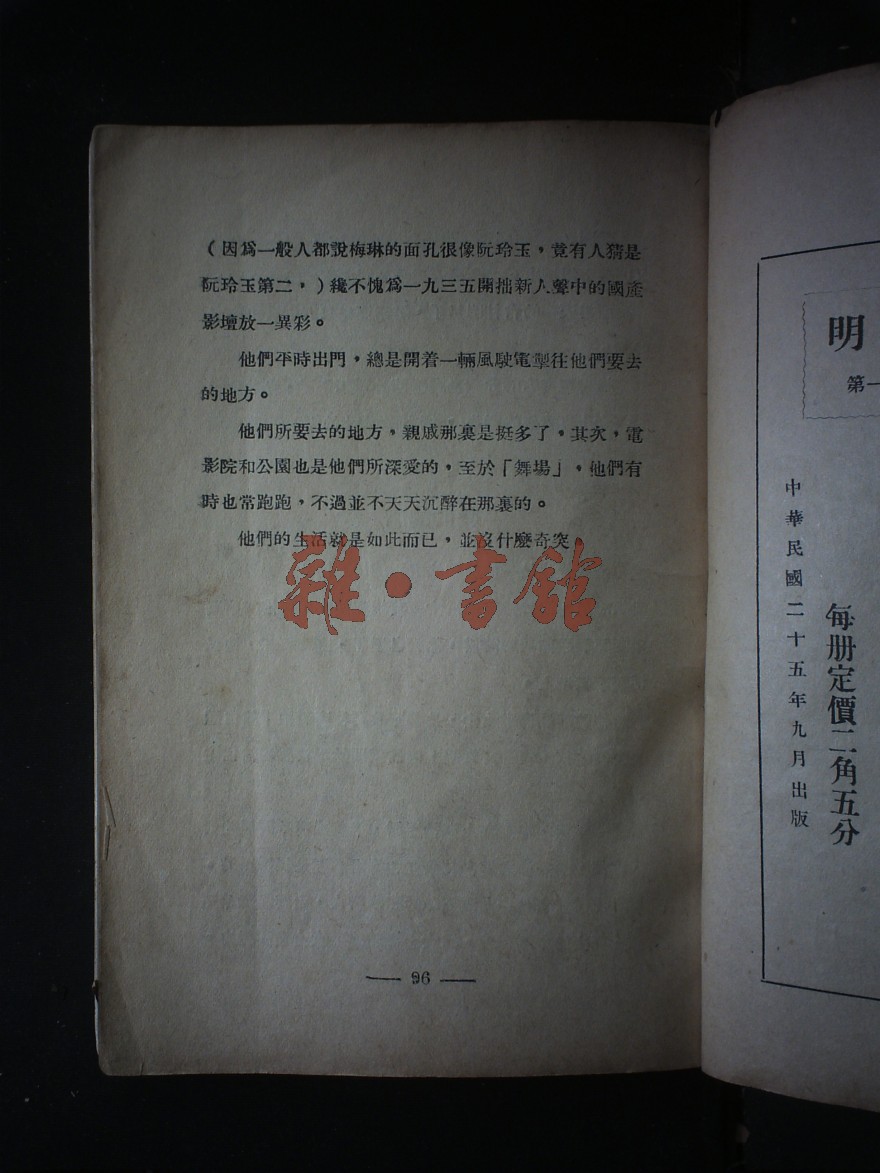 （因爲一般人都說梅琳的面孔很像阮玲玉，竟有人猜是
阮玲玉第二，）纔不愧爲一九三五開拙新人聲中的國產
影壇放一異彩。
他們平時出門，總是開着一輛風駛電掣往他們要去
的地方。
他們所要去的地方，親戚那裏是挺多了，其次，電
影院和公園也是他們所深愛的，至於「舞場」，他們有
時也常跑跑，不過並不天天沉醉在那裏的。
他們的生活就是如此而已，並沒什麼奇突。
雜·書館
— 96 —
明
第一
每册定價二角五分
中華民國二十五年九月出版